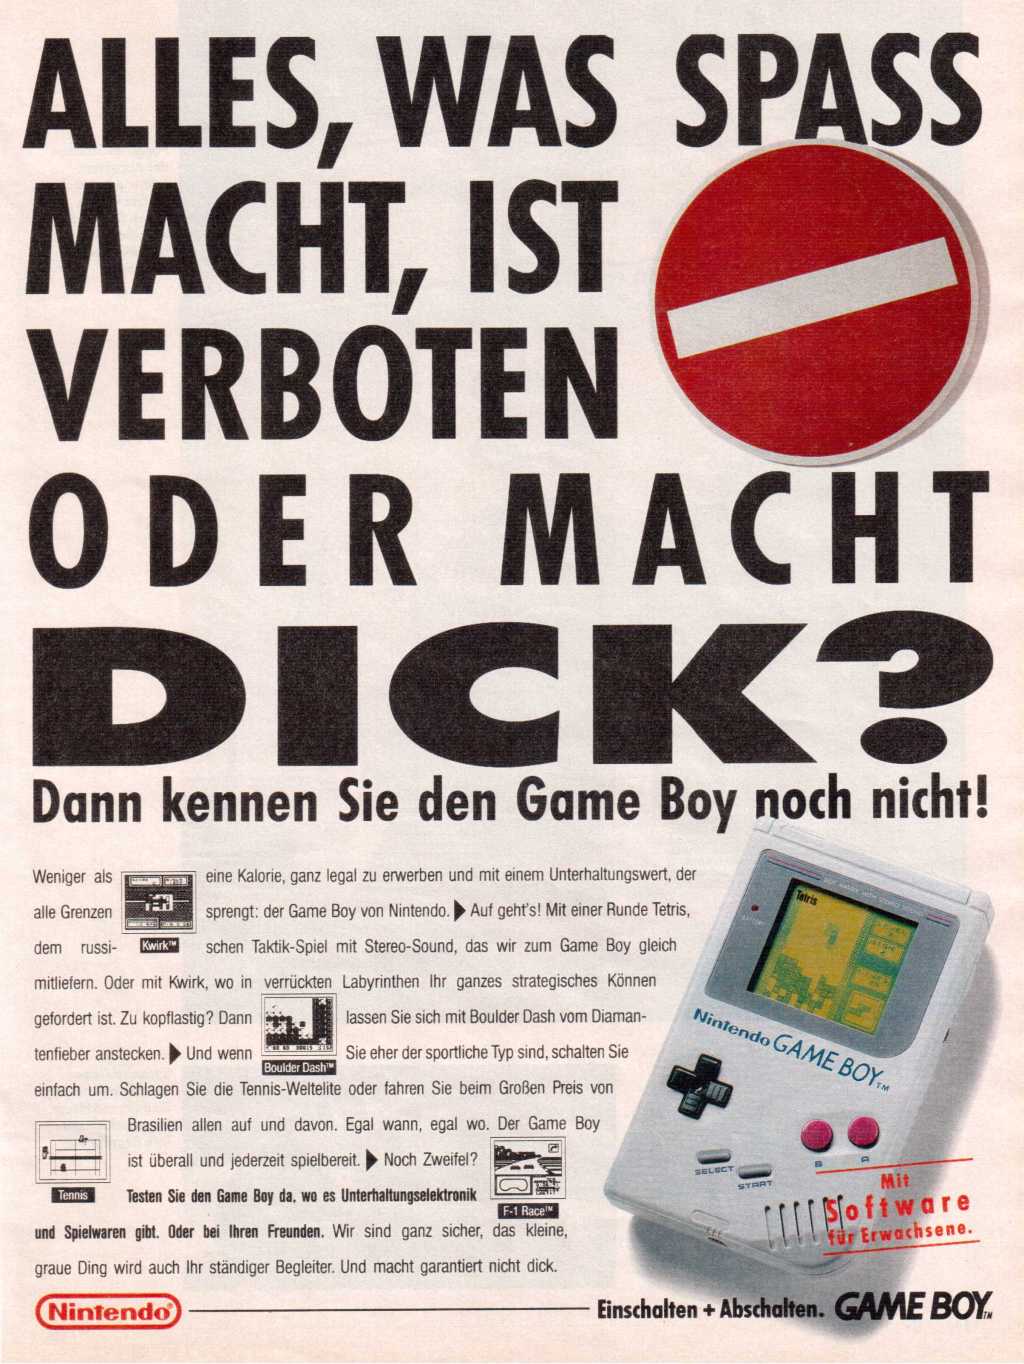 ALLES, WAS SPASS
MACHT, IST
VERBOTEN
ODER MACHT
DICK?
Dann kennen Sie den Game Boy noch nicht!
Weniger als eine Kalorie, ganz legal zu erwerben und mit einem Unterhaltungswert, der
alle Grenzen sprengt: der Game Boy von Nintendo. ▶ Auf geht's! Mit einer Runde Tetris,
dem russi- schen Taktik-Spiel mit Stereo-Sound, das wir zum Game Boy gleich
Kwirk™
mitliefern. Oder mit Kwirk, wo in verrückten Labyrinthen Ihr ganzes strategisches Können
gefordert ist. Zu kopflastig? Dann lassen Sie sich mit Boulder Dash vom Diaman-
tenfieber anstecken. ▶ Und wenn Sie eher der sportliche Typ sind, schalten Sie
Boulder Dash™
einfach um. Schlagen Sie die Tennis-Weltelite oder fahren Sie beim Großen Preis von
Brasilien allen auf und davon. Egal wann, egal wo. Der Game Boy
ist überall und jederzeit spielbereit. ▶ Noch Zweifel?
Tennis
Testen Sie den Game Boy da, wo es Unterhaltungselektronik
F-1 Race™
und Spielwaren gibt. Oder bei Ihren Freunden. Wir sind ganz sicher, das kleine,
graue Ding wird auch Ihr ständiger Begleiter. Und macht garantiert nicht dick.
Tetris
BATTERY
Nintendo GAME BOY™
B A
SELECT
START
Mit
Software
für Erwachsene.
Nintendo®
Einschalten + Abschalten. GAME BOY™